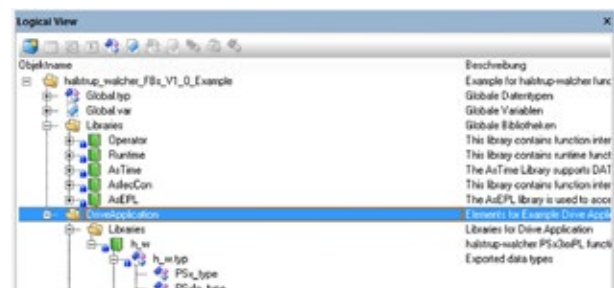 Logical View
Objektname Beschreibung
halstrup_walcher_FBs_V1_0_Example Example for halstrup-walcher func
Global.typ Globale Datentypen
Global.var Globale Variablen
Libraries Globale Bibliotheken
Operator This library contains function inter
Runtime This library contains runtime funct
AsTime The AsTime Library supports DAT
AsIecCon This library contains function inter
AsEPL The AsEPL library is used to acce
DriveApplication Elements for Example Drive Applic
Libraries Libraries for Drive Application
h_w halstrup-walcher PSx3xxPL functi
h_w.typ Exported data types
PSx_type